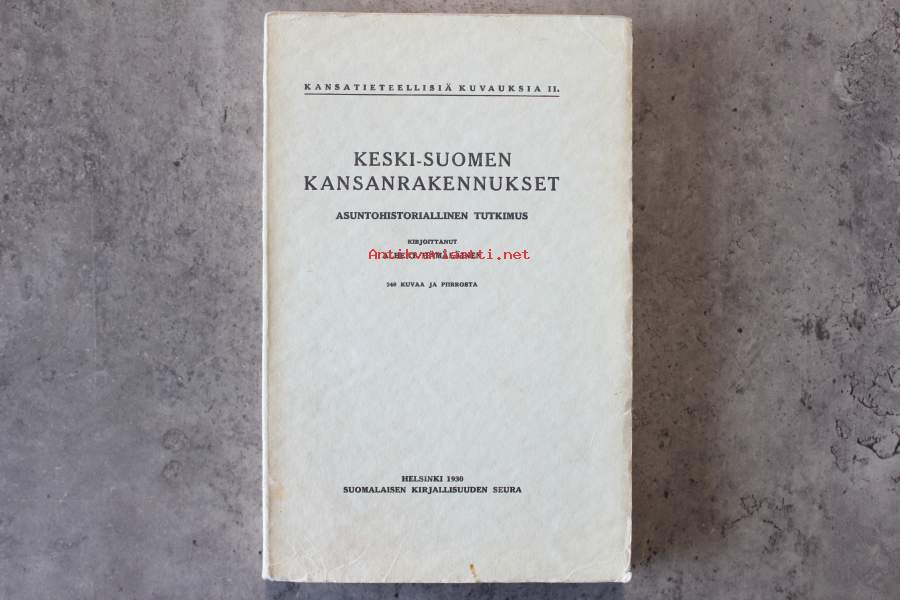 KANSATIETEELLISIÄ KUVAUKSIA II.
KESKI-SUOMEN
KANSANRAKENNUKSET
ASUNTOHISTORIALLINEN TUTKIMUS
KIRJOITTANUT
Antikvariaatti.net
340 KUVAA JA PIIRROSTA
HELSINKI 1930
SUOMALAISEN KIRJALLISUUDEN SEURA